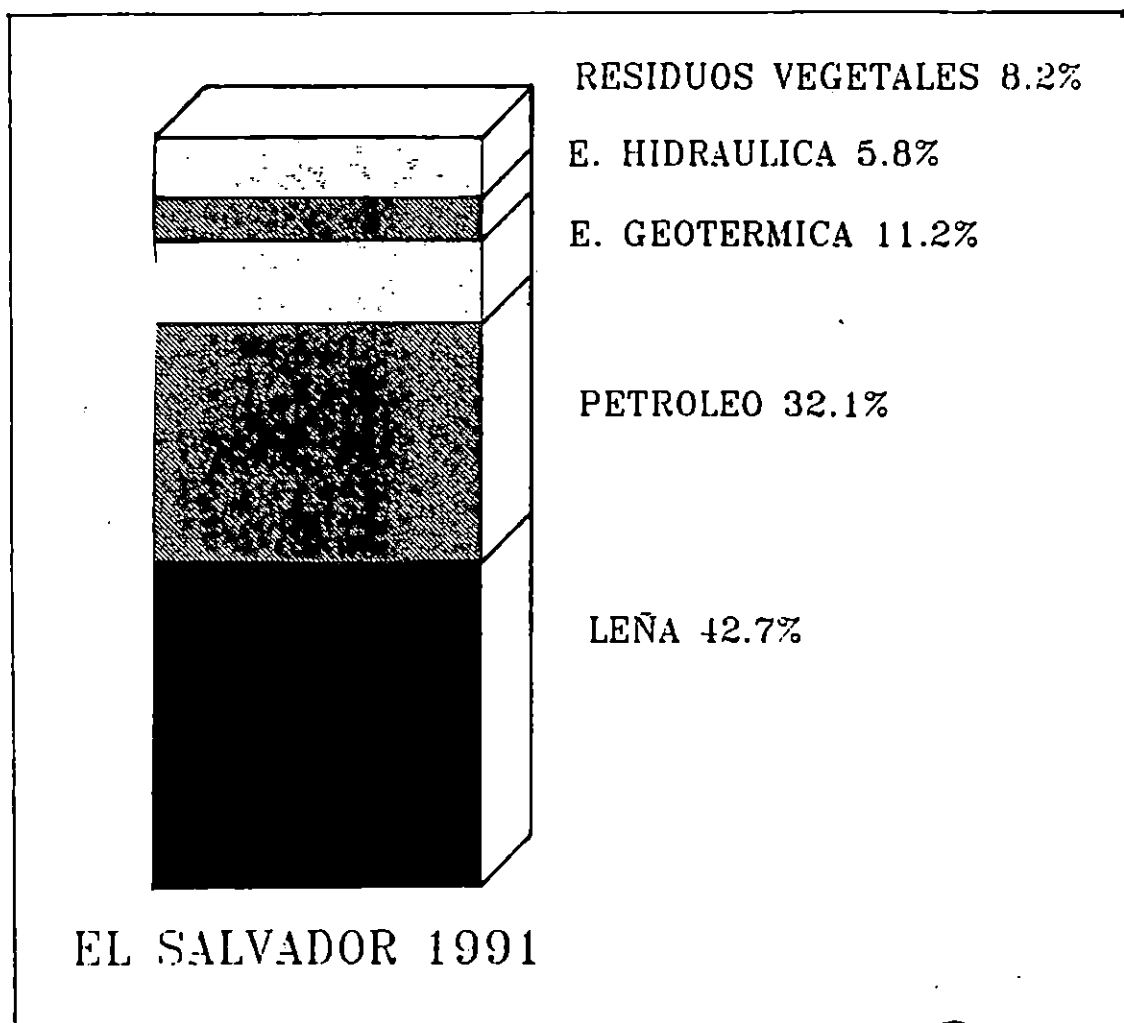 RESIDUOS VEGETALES 8.2%
E. HIDRAULICA 5.8%
E. GEOTERMICA 11.2%
PETROLEO 32.1%
LEÑA 42.7%
EL SALVADOR 1991